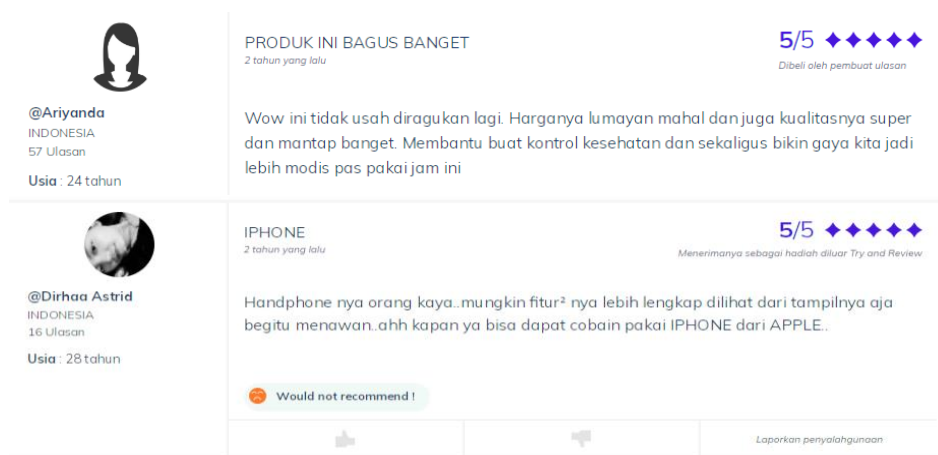 PRODUK INI BAGUS BANGET
5/5
2 tahun yang lalu
Dibeli oleh pembuat ulasan
@Ariyanda
INDONESIA
57 Ulasan
Usia : 24 tahun
Wow ini tidak usah diragukan lagi. Harganya lumayan mahal dan juga kualitasnya super
dan mantap banget. Membantu buat kontrol kesehatan dan sekaligus bikin gaya kita jadi
lebih modis pas pakai jam ini
IPHONE
5/5
2 tahun yang lalu
Menerimanya sebagai hadiah diluar Try and Review
@Dirhaa Astrid
INDONESIA
16 Ulasan
Usia : 28 tahun
Handphone nya orang kaya..mungkin fitur² nya lebih lengkap dilihat dari tampilnya aja
begitu menawan..ahh kapan ya bisa dapat cobain pakai IPHONE dari APPLE..
Would not recommend !
Laporkan penyalahgunaan